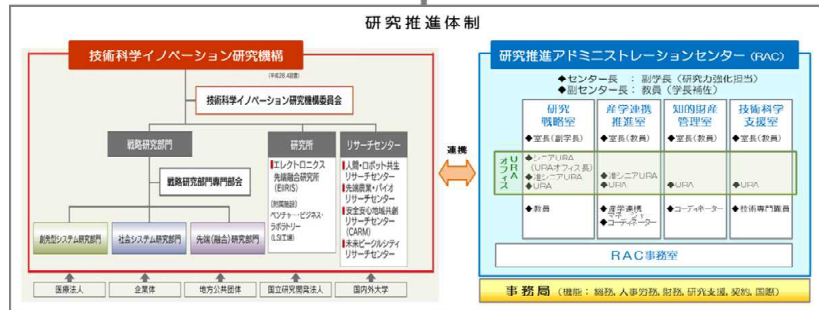 研究推進体制
技術科学イノベーション研究機構
(平成28.4設置)
技術科学イノベーション研究機構委員会
戦略研究部門
戦略研究部門専門部会
創発型システム研究部門
社会システム研究部門
先端(融合)研究部門
研究所
エレクトロニクス
先端融合研究所
(EIIRIS)
(附属施設)
ベンチャー・ビジネス・
ラボラトリー
(LSI工場)
リサーチセンター
人間・ロボット共生
リサーチセンター
先端農業・バイオ
リサーチセンター
安全安心地域共創
リサーチセンター
(CARM)
未来ビークルシティ
リサーチセンター
医療法人
企業体
地方公共団体
国立研究開発法人
国内外大学
連携
研究推進アドミニストレーションセンター(RAC)
◆センター長 : 副学長(研究力強化担当)
◆副センター長 : 教員(学長補佐)
研究
戦略室
◆室長(副学長)
◆シニアURA
(URAオフィス長)
◆准シニアURA
◆URA
◆教員
産学連携
推進室
◆室長(教員)
◆准シニアURA
◆URA
◆産学連携
マネージャー
◆コーディネーター
知的財産
管理室
◆室長(教員)
◆URA
◆コーディネーター
技術科学
支援室
◆室長(教員)
◆URA
◆技術専門職員
URA
オフィス
RAC事務室
事務局(機能:総務,人事労務,財務,研究支援,契約,国際)